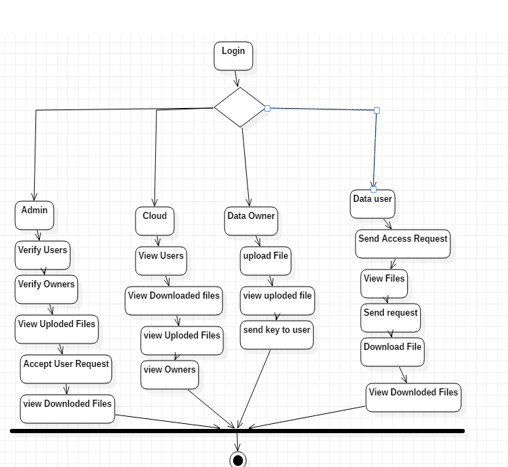 Login
Admin
Verify Users
Verify Owners
View Uploded Files
Accept User Request
view Downloded Files
Cloud
View Users
View Downloaded files
view Uploded Files
view Owners
Data Owner
upload File
view uploded file
send key to user
Data user
Send Access Request
View Files
Send request
Download File
View Downloded Files